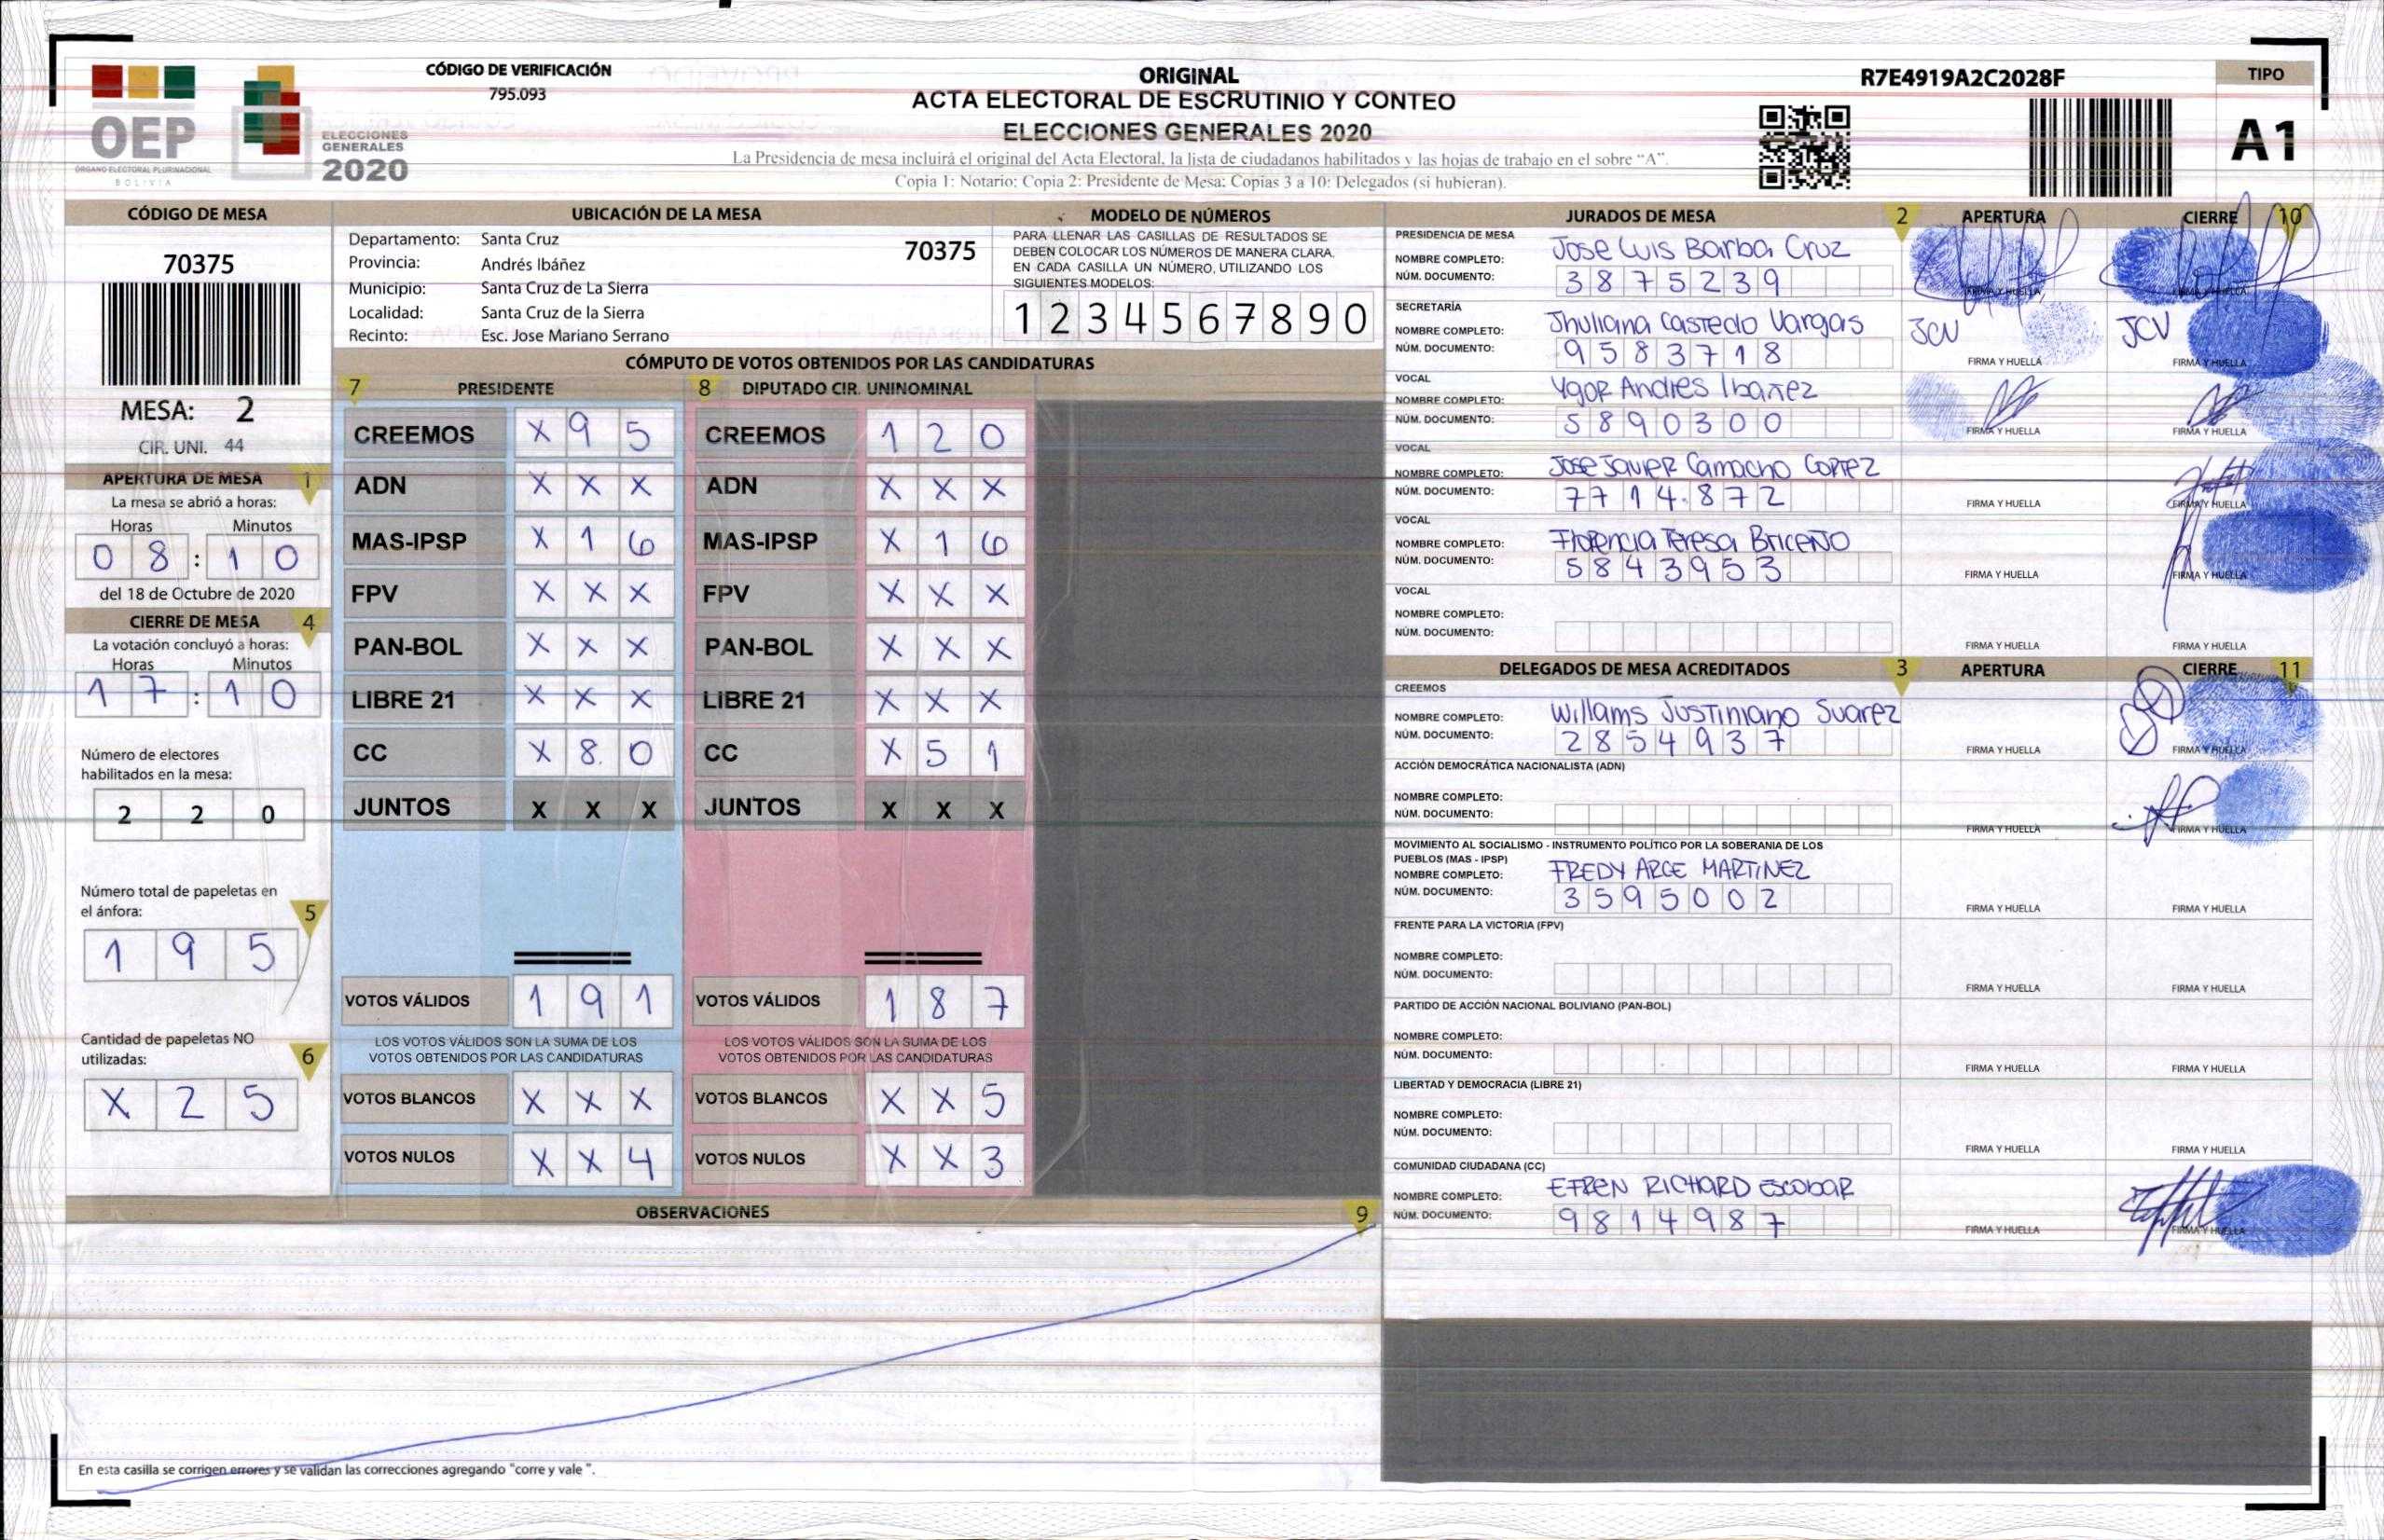 OEP
ÓRGANO ELECTORAL PLURINACIONAL
BOLIVIA
ELECCIONES
GENERALES
2020
CÓDIGO DE VERIFICACIÓN
795.093
ORIGINAL
ACTA ELECTORAL DE ESCRUTINIO Y CONTEO
ELECCIONES GENERALES 2020
La Presidencia de mesa incluirá el original del Acta Electoral, la lista de ciudadanos habilitados y las hojas de trabajo en el sobre "A".
Copia 1: Notario; Copia 2: Presidente de Mesa; Copias 3 a 10: Delegados (si hubieran).
R7E4919A2C2028F
TIPO
A1
CÓDIGO DE MESA
70375
MESA: 2
CIR. UNI. 44
APERTURA DE MESA 1
La mesa se abrió a horas:
Horas Minutos
08:10
del 18 de Octubre de 2020
CIERRE DE MESA 4
La votación concluyó a horas:
Horas Minutos
17:10
Número de electores
habilitados en la mesa:
220
Número total de papeletas en
el ánfora: 5
195
Cantidad de papeletas NO
utilizadas: 6
X25
UBICACIÓN DE LA MESA
Departamento: Santa Cruz 70375
Provincia: Andrés Ibáñez
Municipio: Santa Cruz de La Sierra
Localidad: Santa Cruz de la Sierra
Recinto: Esc. Jose Mariano Serrano
MODELO DE NÚMEROS
PARA LLENAR LAS CASILLAS DE RESULTADOS SE
DEBEN COLOCAR LOS NÚMEROS DE MANERA CLARA.
EN CADA CASILLA UN NÚMERO, UTILIZANDO LOS
SIGUIENTES MODELOS:
1 2 3 4 5 6 7 8 9 0
CÓMPUTO DE VOTOS OBTENIDOS POR LAS CANDIDATURAS
7 PRESIDENTE 8 DIPUTADO CIR. UNINOMINAL
CREEMOS X 9 5 CREEMOS 1 2 0
ADN X X X ADN X X X
MAS-IPSP X 1 6 MAS-IPSP X 1 6
FPV X X X FPV X X X
PAN-BOL X X X PAN-BOL X X X
LIBRE 21 X X X LIBRE 21 X X X
CC X 8. 0 CC X 5 1
JUNTOS X X X JUNTOS X X X
VOTOS VÁLIDOS 1 9 1 VOTOS VÁLIDOS 1 8 7
LOS VOTOS VÁLIDOS SON LA SUMA DE LOS LOS VOTOS VÁLIDOS SON LA SUMA DE LOS
VOTOS OBTENIDOS POR LAS CANDIDATURAS VOTOS OBTENIDOS POR LAS CANDIDATURAS
VOTOS BLANCOS X X X VOTOS BLANCOS X X 5
VOTOS NULOS X X 4 VOTOS NULOS X X 3
OBSERVACIONES 9
En esta casilla se corrigen errores y se validan las correcciones agregando "corre y vale ".
JURADOS DE MESA 2 APERTURA CIERRE 10
PRESIDENCIA DE MESA
NOMBRE COMPLETO: Jose Luis Barba Cruz
NÚM. DOCUMENTO: 3875239 FIRMA Y HUELLA FIRMA Y HUELLA
SECRETARÍA
NOMBRE COMPLETO: Jhuliana Castedo Vargas JCV JCV
NÚM. DOCUMENTO: 9583718 FIRMA Y HUELLA FIRMA Y HUELLA
VOCAL
NOMBRE COMPLETO: Ygor Andres Ibañez
NÚM. DOCUMENTO: 5890300 FIRMA Y HUELLA FIRMA Y HUELLA
VOCAL
NOMBRE COMPLETO: Jose Javier Camacho Cortez
NÚM. DOCUMENTO: 7714.872 FIRMA Y HUELLA FIRMA Y HUELLA
VOCAL
NOMBRE COMPLETO: Florencia Teresa Briceño
NÚM. DOCUMENTO: 5843953 FIRMA Y HUELLA FIRMA Y HUELLA
VOCAL
NOMBRE COMPLETO:
NÚM. DOCUMENTO: FIRMA Y HUELLA FIRMA Y HUELLA
DELEGADOS DE MESA ACREDITADOS 3 APERTURA CIERRE 11
CREEMOS
NOMBRE COMPLETO: Willams Justiniano Suarez
NÚM. DOCUMENTO: 2854937 FIRMA Y HUELLA FIRMA Y HUELLA
ACCIÓN DEMOCRÁTICA NACIONALISTA (ADN)
NOMBRE COMPLETO:
NÚM. DOCUMENTO: FIRMA Y HUELLA FIRMA Y HUELLA
MOVIMIENTO AL SOCIALISMO - INSTRUMENTO POLÍTICO POR LA SOBERANIA DE LOS
PUEBLOS (MAS - IPSP)
NOMBRE COMPLETO: FREDY ARCE MARTINEZ
NÚM. DOCUMENTO: 3595002 FIRMA Y HUELLA FIRMA Y HUELLA
FRENTE PARA LA VICTORIA (FPV)
NOMBRE COMPLETO:
NÚM. DOCUMENTO: FIRMA Y HUELLA FIRMA Y HUELLA
PARTIDO DE ACCIÓN NACIONAL BOLIVIANO (PAN-BOL)
NOMBRE COMPLETO:
NÚM. DOCUMENTO: FIRMA Y HUELLA FIRMA Y HUELLA
LIBERTAD Y DEMOCRACIA (LIBRE 21)
NOMBRE COMPLETO:
NÚM. DOCUMENTO: FIRMA Y HUELLA FIRMA Y HUELLA
COMUNIDAD CIUDADANA (CC)
NOMBRE COMPLETO: EFREN RICHARD ESCOBAR
NÚM. DOCUMENTO: 9814987 FIRMA Y HUELLA FIRMA Y HUELLA